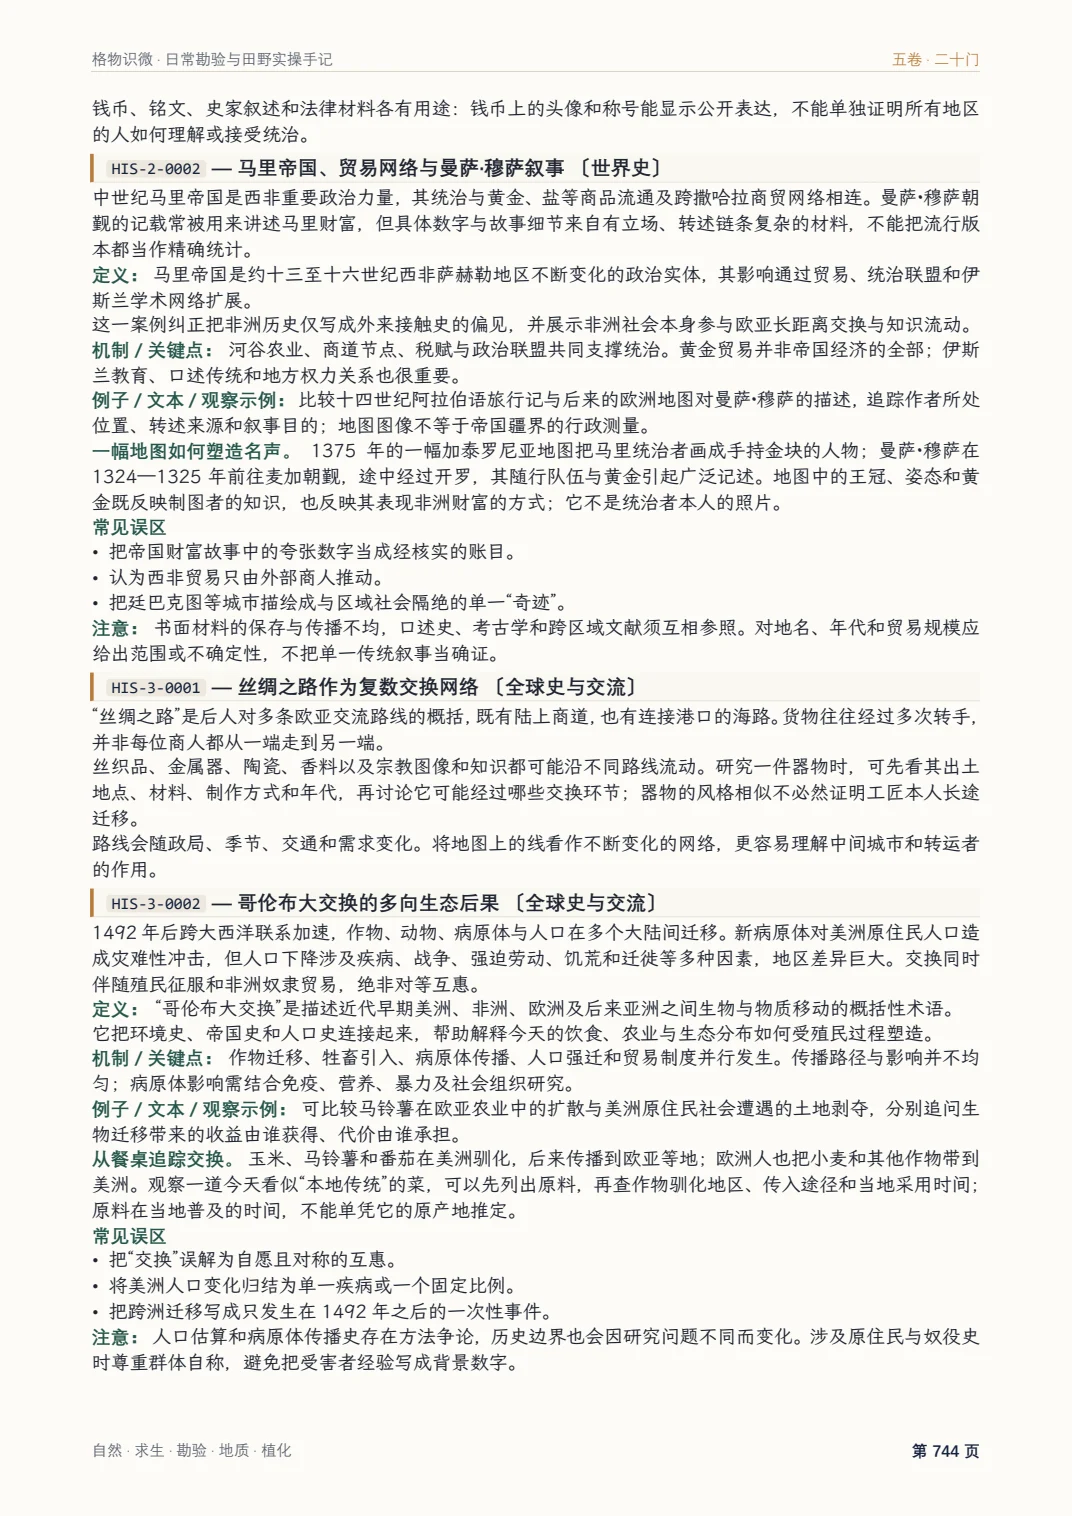 格物识微 · 日常勘验与田野实操手记
五卷 · 二十门
钱币、铭文、史家叙述和法律材料各有用途：钱币上的头像和称号能显示公开表达，不能单独证明所有地区
的人如何理解或接受统治。
HIS-2-0002 — 马里帝国、贸易网络与曼萨·穆萨叙事 〔世界史〕
中世纪马里帝国是西非重要政治力量，其统治与黄金、盐等商品流通及跨撒哈拉商贸网络相连。曼萨·穆萨朝
觐的记载常被用来讲述马里财富，但具体数字与故事细节来自有立场、转述链条复杂的材料，不能把流行版
本都当作精确统计。
定义： 马里帝国是约十三至十六世纪西非萨赫勒地区不断变化的政治实体，其影响通过贸易、统治联盟和伊
斯兰学术网络扩展。
这一案例纠正把非洲历史仅写成外来接触史的偏见，并展示非洲社会本身参与欧亚长距离交换与知识流动。
机制 / 关键点： 河谷农业、商道节点、税赋与政治联盟共同支撑统治。黄金贸易并非帝国经济的全部；伊斯
兰教育、口述传统和地方权力关系也很重要。
例子 / 文本 / 观察示例： 比较十四世纪阿拉伯语旅行记与后来的欧洲地图对曼萨·穆萨的描述，追踪作者所处
位置、转述来源和叙事目的；地图图像不等于帝国疆界的行政测量。
一幅地图如何塑造名声。 1375 年的一幅加泰罗尼亚地图把马里统治者画成手持金块的人物；曼萨·穆萨在
1324—1325 年前往麦加朝觐，途中经过开罗，其随行队伍与黄金引起广泛记述。地图中的王冠、姿态和黄
金既反映制图者的知识，也反映其表现非洲财富的方式；它不是统治者本人的照片。
常见误区
• 把帝国财富故事中的夸张数字当成经核实的账目。
• 认为西非贸易只由外部商人推动。
• 把廷巴克图等城市描绘成与区域社会隔绝的单一“奇迹”。
注意： 书面材料的保存与传播不均，口述史、考古学和跨区域文献须互相参照。对地名、年代和贸易规模应
给出范围或不确定性，不把单一传统叙事当确证。
HIS-3-0001 — 丝绸之路作为复数交换网络 〔全球史与交流〕
“丝绸之路”是后人对多条欧亚交流路线的概括，既有陆上商道，也有连接港口的海路。货物往往经过多次转手，
并非每位商人都从一端走到另一端。
丝织品、金属器、陶瓷、香料以及宗教图像和知识都可能沿不同路线流动。研究一件器物时，可先看其出土
地点、材料、制作方式和年代，再讨论它可能经过哪些交换环节；器物的风格相似不必然证明工匠本人长途
迁移。
路线会随政局、季节、交通和需求变化。将地图上的线看作不断变化的网络，更容易理解中间城市和转运者
的作用。
HIS-3-0002 — 哥伦布大交换的多向生态后果 〔全球史与交流〕
1492 年后跨大西洋联系加速，作物、动物、病原体与人口在多个大陆间迁移。新病原体对美洲原住民人口造
成灾难性冲击，但人口下降涉及疾病、战争、强迫劳动、饥荒和迁徙等多种因素，地区差异巨大。交换同时
伴随殖民征服和非洲奴隶贸易，绝非对等互惠。
定义： “哥伦布大交换”是描述近代早期美洲、非洲、欧洲及后来亚洲之间生物与物质移动的概括性术语。
它把环境史、帝国史和人口史连接起来，帮助解释今天的饮食、农业与生态分布如何受殖民过程塑造。
机制 / 关键点： 作物迁移、牲畜引入、病原体传播、人口强迁和贸易制度并行发生。传播路径与影响并不均
匀；病原体影响需结合免疫、营养、暴力及社会组织研究。
例子 / 文本 / 观察示例： 可比较马铃薯在欧亚农业中的扩散与美洲原住民社会遭遇的土地剥夺，分别追问生
物迁移带来的收益由谁获得、代价由谁承担。
从餐桌追踪交换。 玉米、马铃薯和番茄在美洲驯化，后来传播到欧亚等地；欧洲人也把小麦和其他作物带到
美洲。观察一道今天看似“本地传统”的菜，可以先列出原料，再查作物驯化地区、传入途径和当地采用时间；
原料在当地普及的时间，不能单凭它的原产地推定。
常见误区
• 把“交换”误解为自愿且对称的互惠。
• 将美洲人口变化归结为单一疾病或一个固定比例。
• 把跨洲迁移写成只发生在 1492 年之后的一次性事件。
注意： 人口估算和病原体传播史存在方法争论，历史边界也会因研究问题不同而变化。涉及原住民与奴役史
时尊重群体自称，避免把受害者经验写成背景数字。
自然 · 求生 · 勘验 · 地质 · 植化
第 744 页